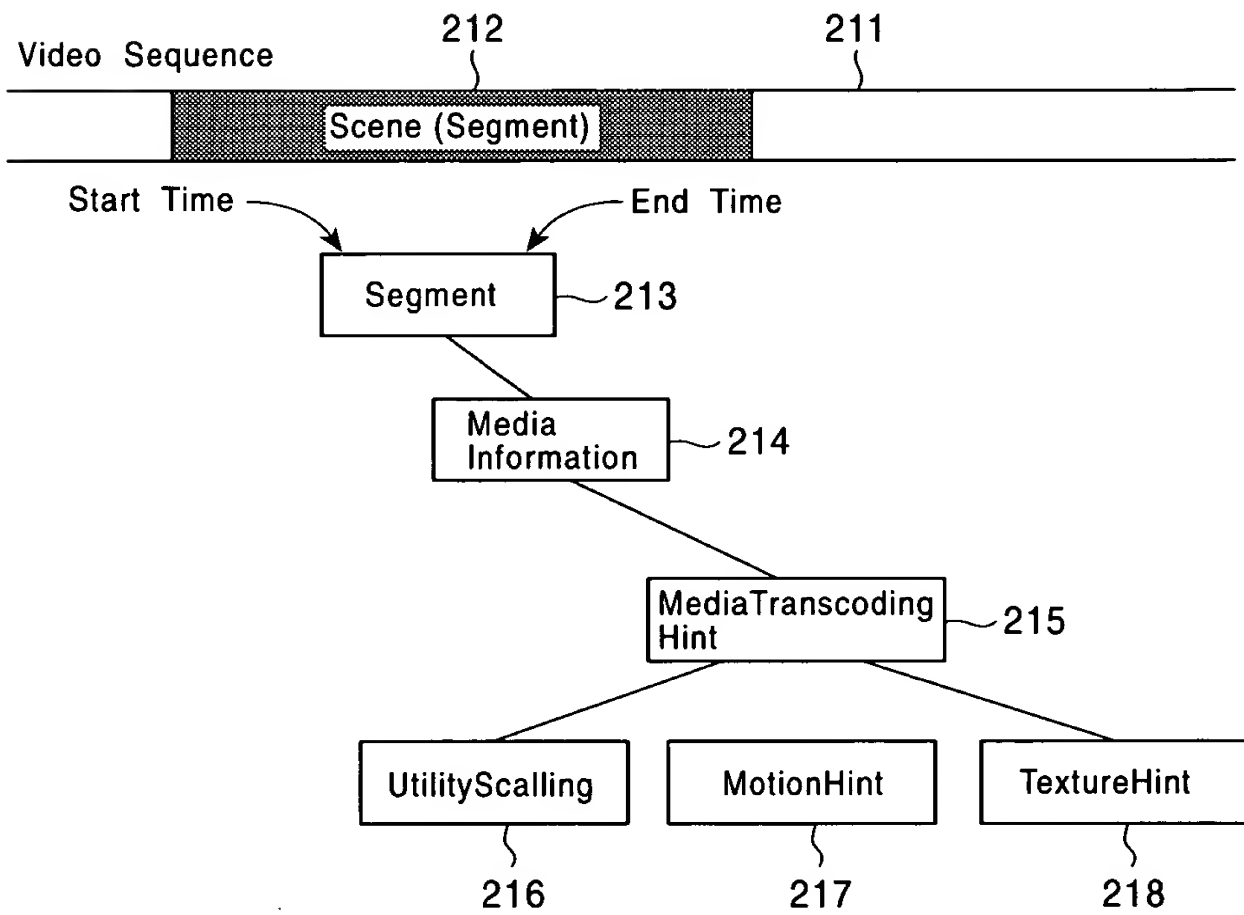 212
211
Video Sequence
Scene (Segment)
Start Time
End Time
Segment
213
Media
Information
214
MediaTranscoding
Hint
215
UtilityScalling
MotionHint
TextureHint
216
217
218